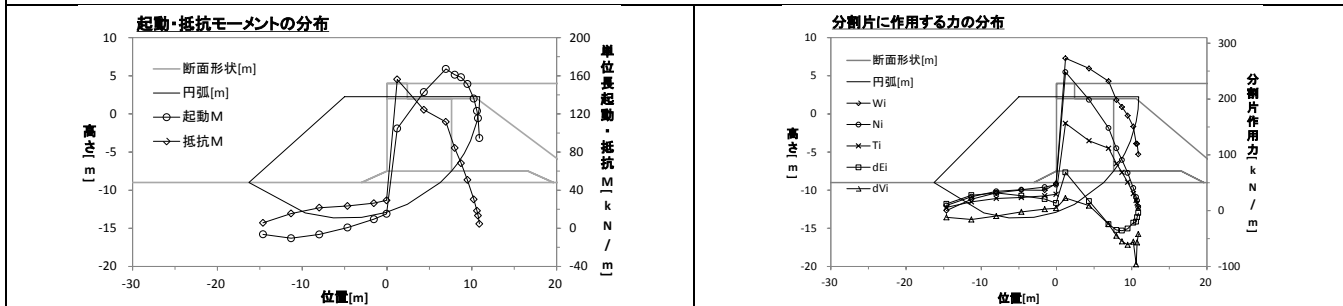 起動・抵抗モーメントの分布
10
5
0
-5
-10
-15
-20
高さ[m]
200
160
120
80
40
0
-40
単位長起動・抵抗M[kN/m]
断面形状[m]
円弧[m]
起動M
抵抗M
-30
-20
-10
0
10
20
位置[m]
分割片に作用する力の分布
10
5
0
-5
-10
-15
-20
高さ[m]
300
200
100
0
-100
分割片作用力[kN/m]
断面形状[m]
円弧[m]
Wi
Ni
Ti
dEi
dVi
-30
-20
-10
0
10
20
位置[m]